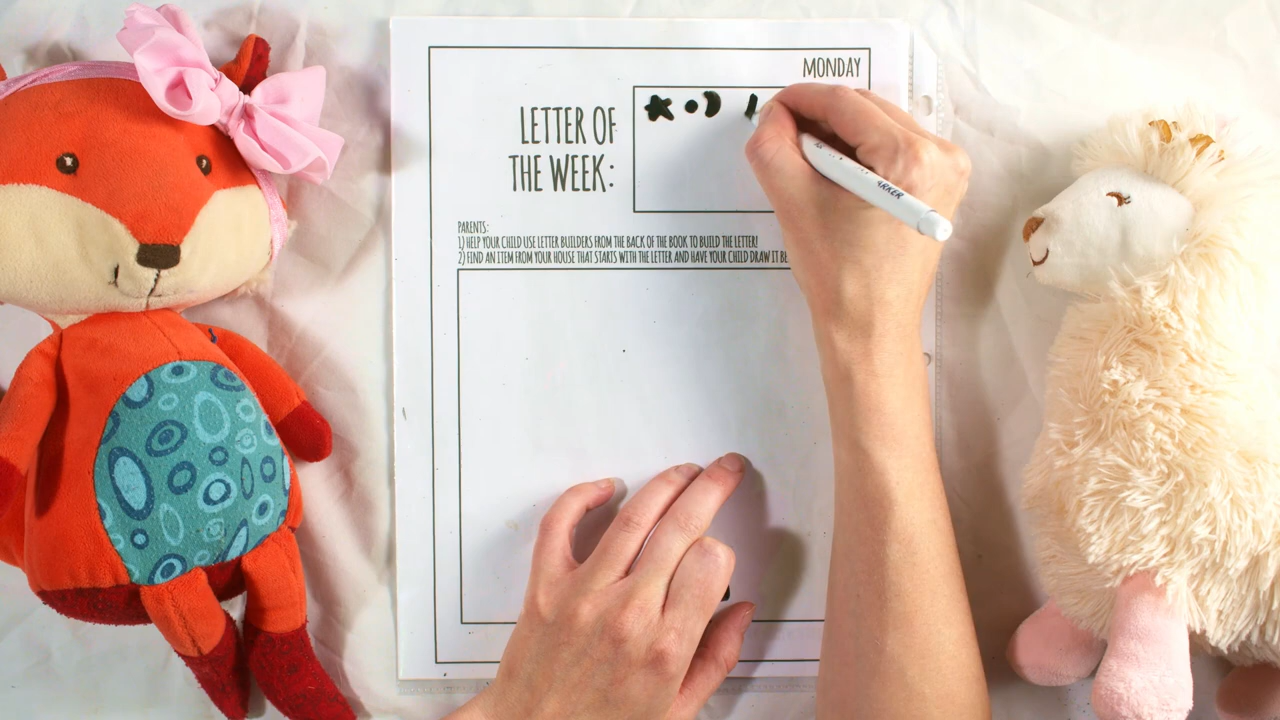 MONDAY
LETTER OF
THE WEEK:
PARENTS:
1) HELP YOUR CHILD USE LETTER BUILDERS FROM THE BACK OF THE BOOK TO BUILD THE LETTER!
2) FIND AN ITEM FROM YOUR HOUSE THAT STARTS WITH THE LETTER AND HAVE YOUR CHILD DRAW IT